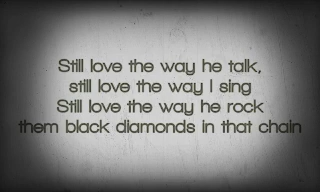 Still love the way he talk,
still love the way I sing
Still love the way he rock
them black diamonds in that chain